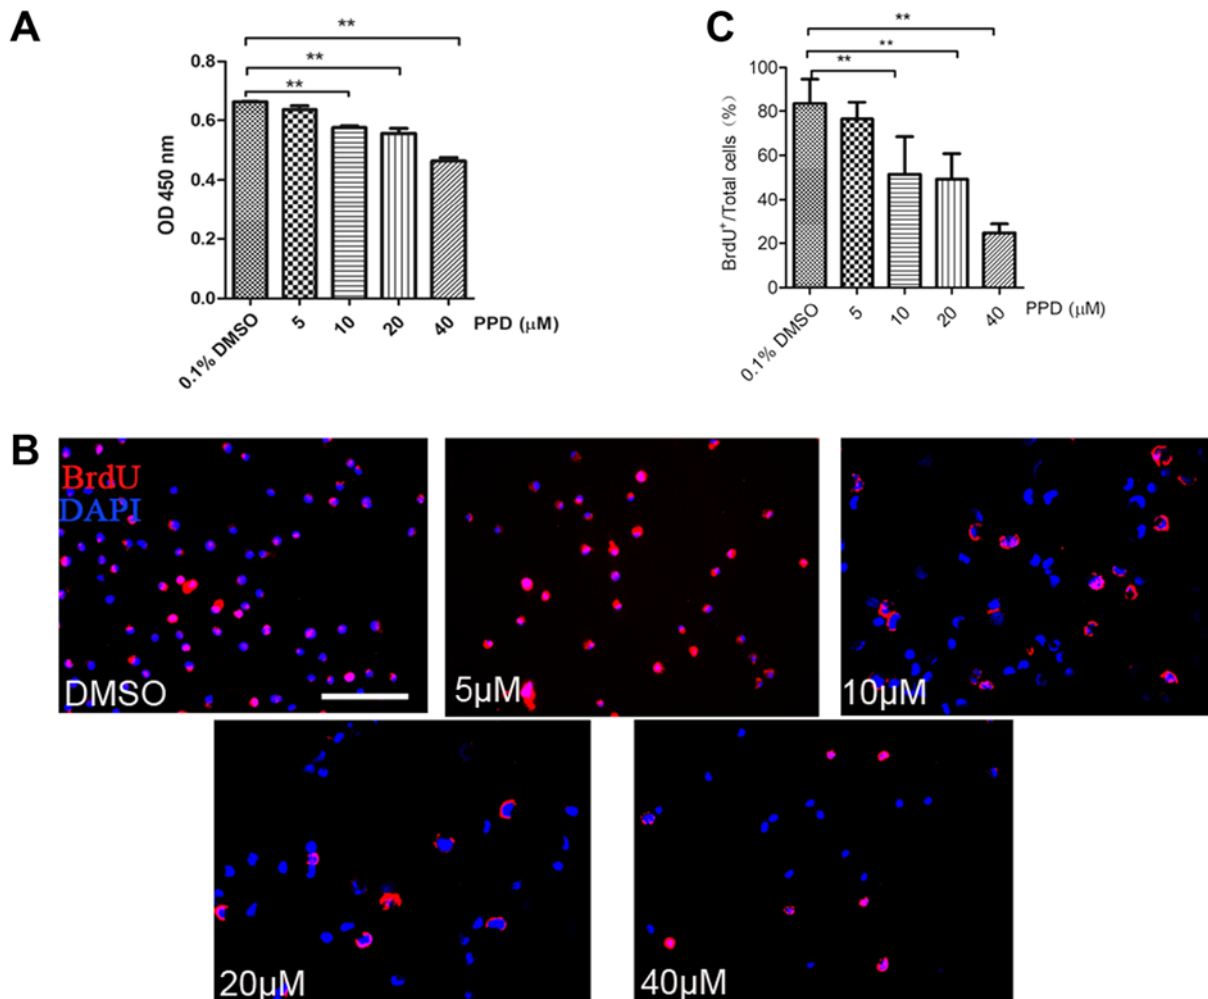 A
**
**
**
0.8
0.6
0.4
0.2
0.0
OD 450 nm
0.1% DMSO
5
10
20
40
PPD (μM)
C
**
**
**
100
80
60
40
20
0
BrdU⁺/Total cells (%)
0.1% DMSO
5
10
20
40
PPD (μM)
B
BrdU
DAPI
DMSO
5μM
10μM
20μM
40μM